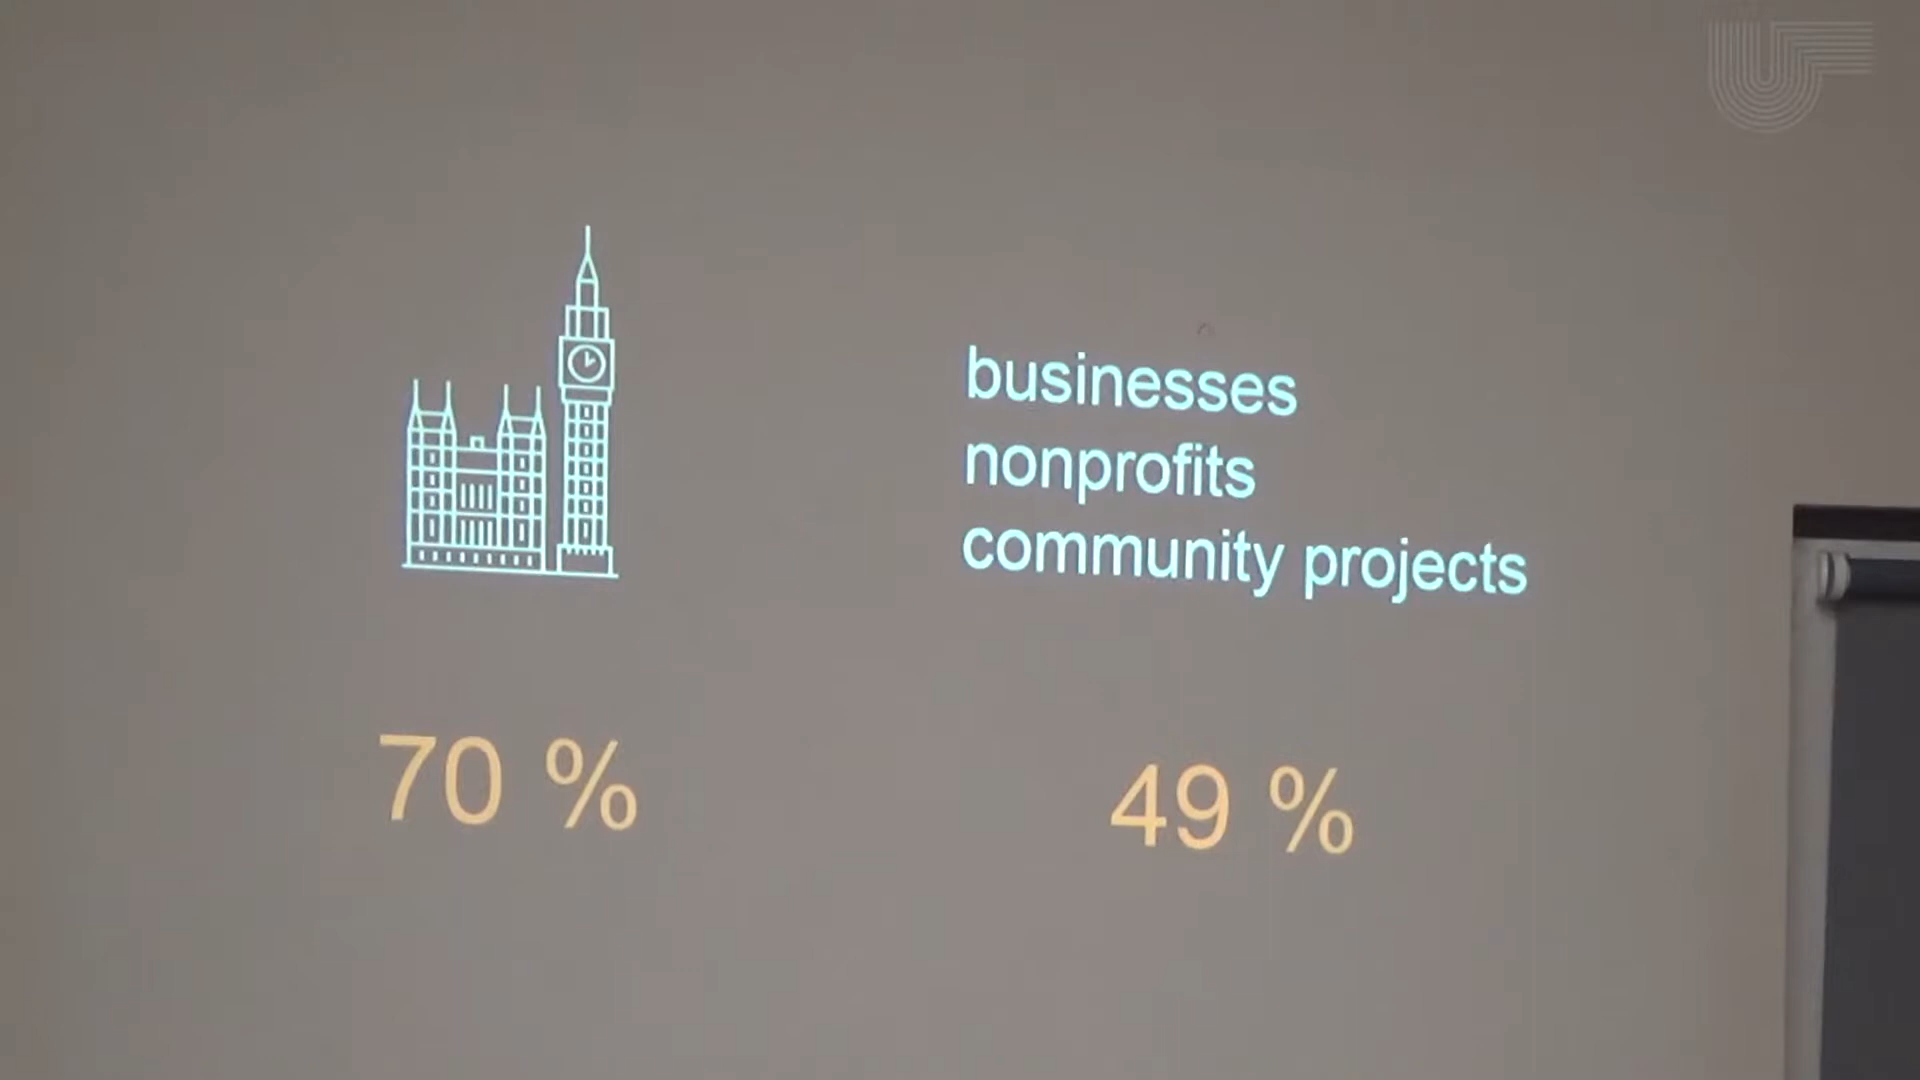 businesses
nonprofits
community projects
70 %
49 %